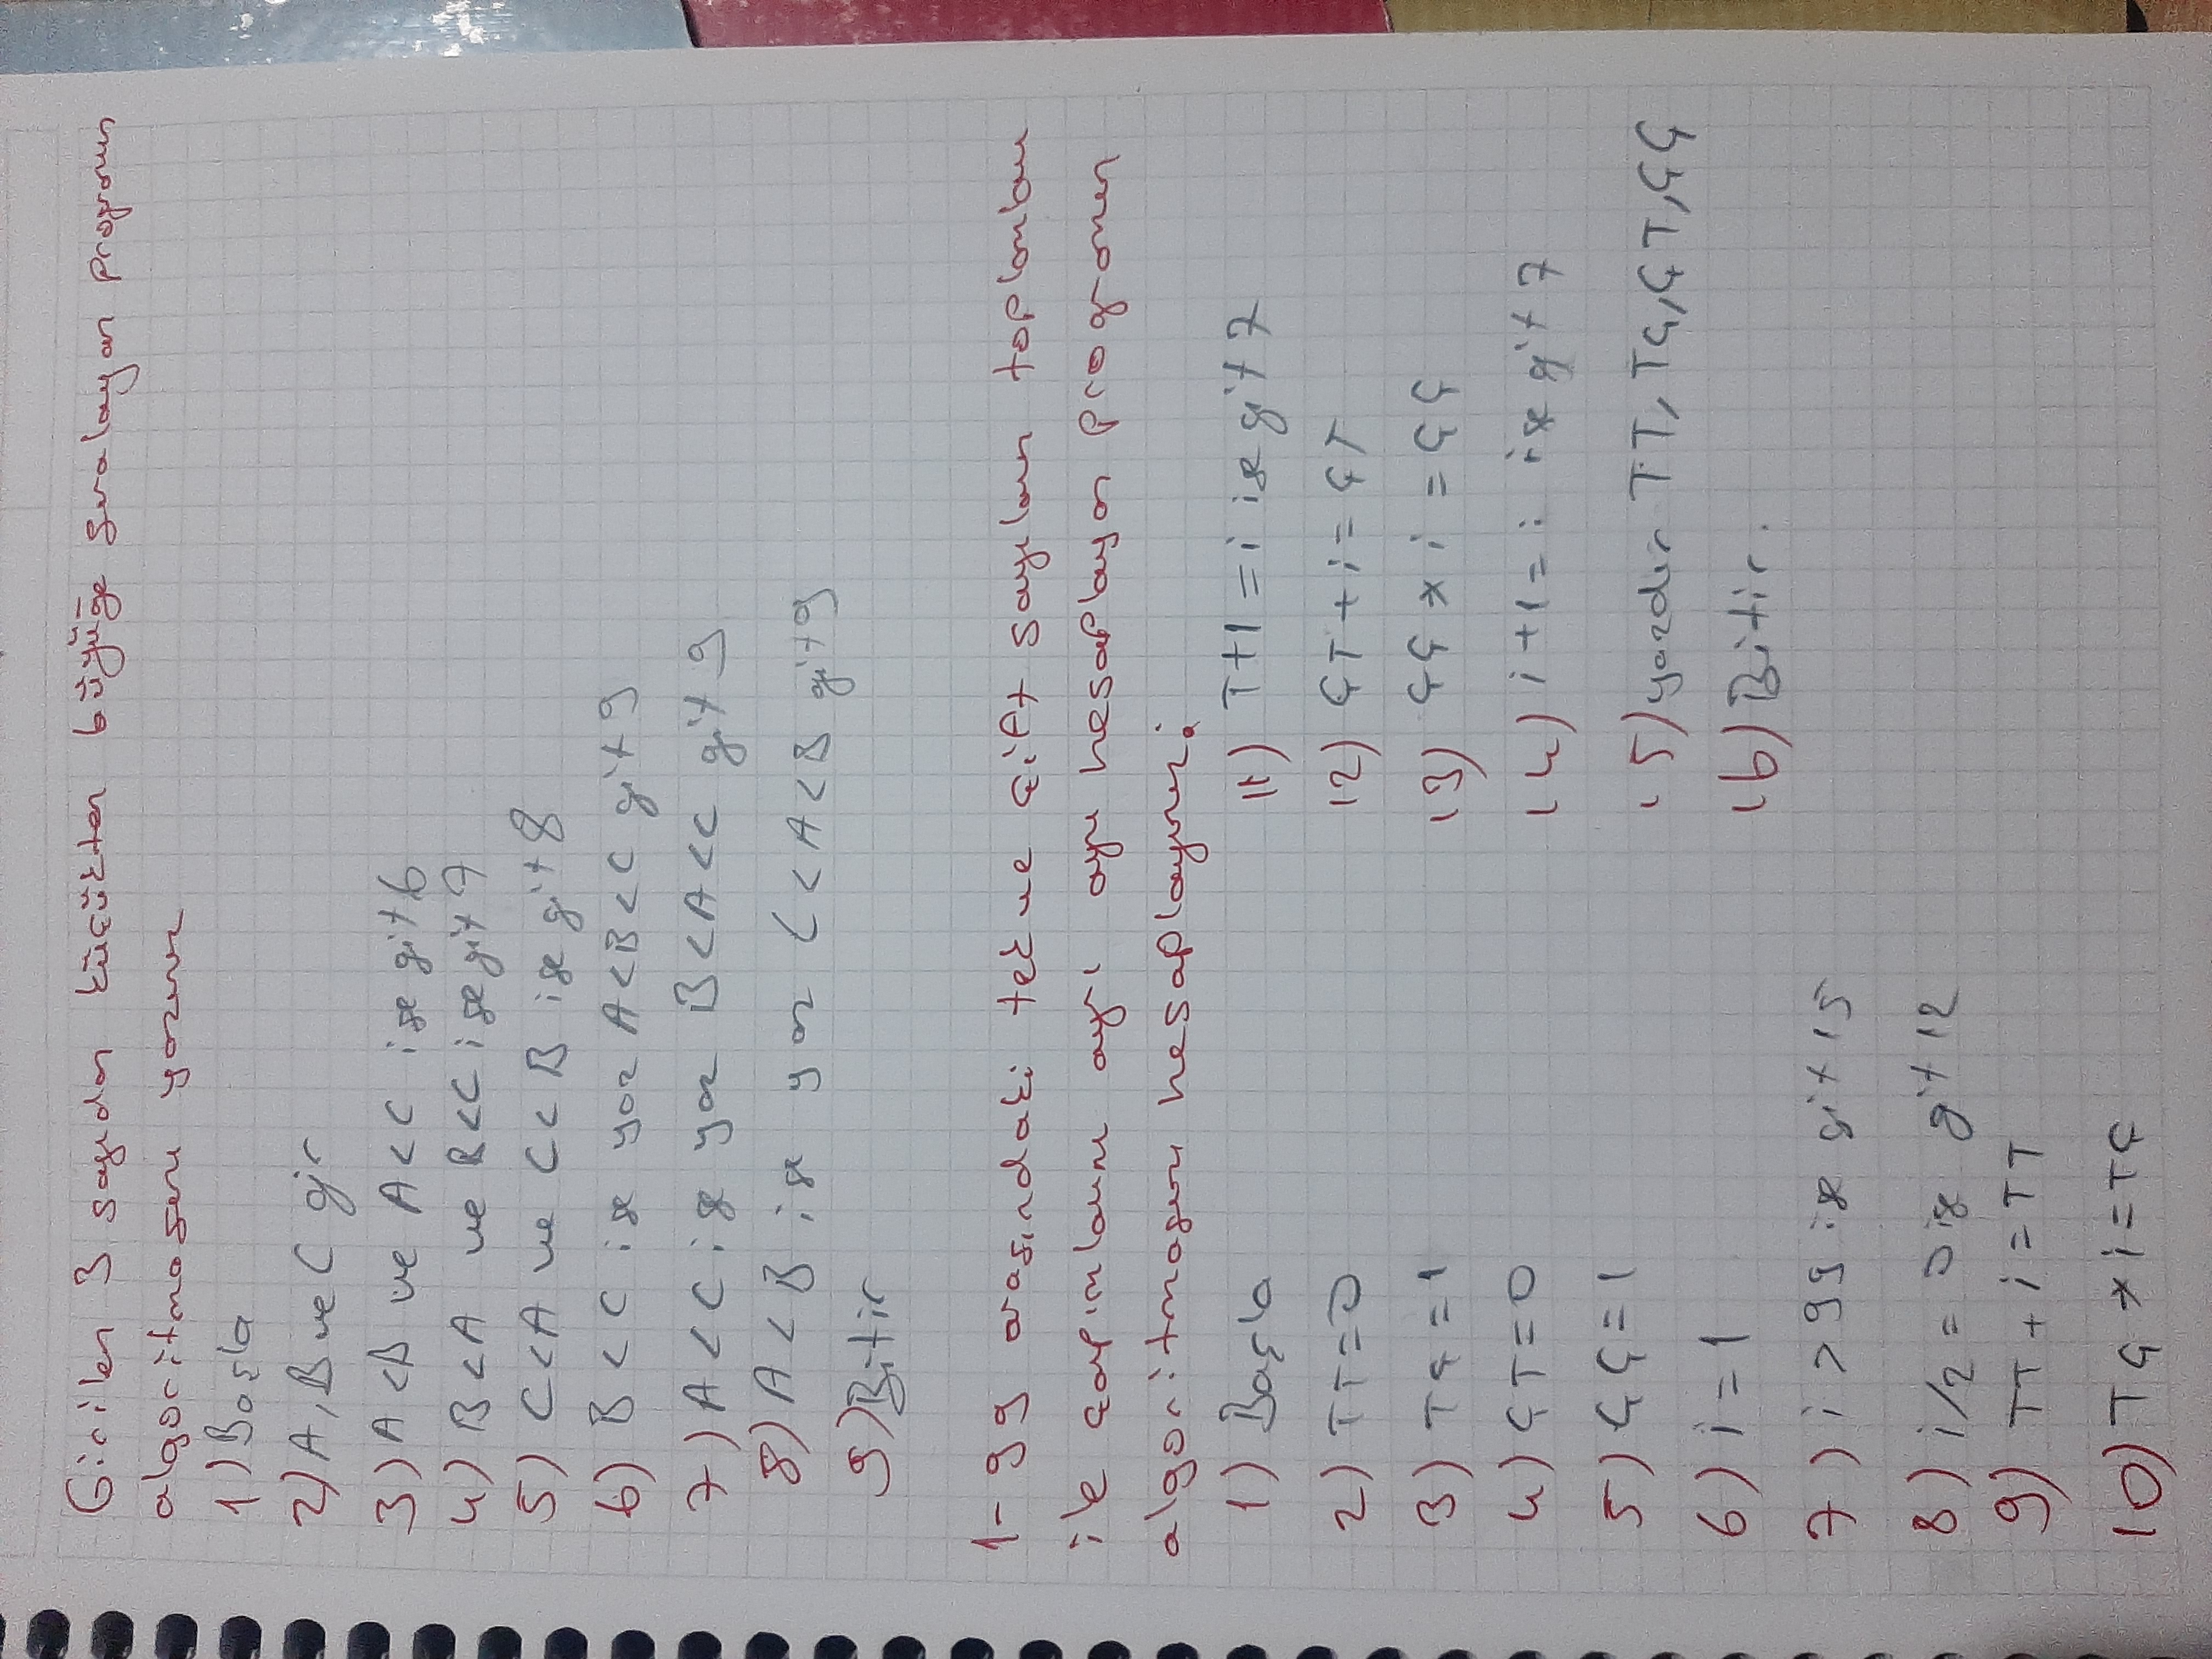 Girilen 3 sayıdan küçükten büyüğe sıralayan programın
algoritmasını yazınız
1) Başla
2) A, B ve C gir
3) A < B ve A < C ise git 6
4) B < A ve B < C ise git 7
5) C < A ve C < B ise git 8
6) B < C ise yaz A < B < C git 9
7) A < C ise yaz B < A < C git 9
8) A < B ise yaz C < A < B git 9
9) Bitir
1-99 arasındaki tek ve çift sayıların toplamları
ile çarpımlarını ayrı ayrı hesaplayan programın
algoritmasını hesaplayınız:
1) Başla
2) TT = 0
3) TÇ = 1
4) ÇT = 0
5) ÇÇ = 1
6) i = 1
7) i > 99 ise git 15
8) i/2 = 0 ise git 12
9) TT + i = TT
10) TÇ * i = TÇ
11) T+1 = i ise git 7
12) ÇT + i = ÇT
13) ÇÇ * i = ÇÇ
14) i + 1 = i ise git 7
15) yazdır TT, TÇ, ÇT, ÇÇ
16) Bitir.